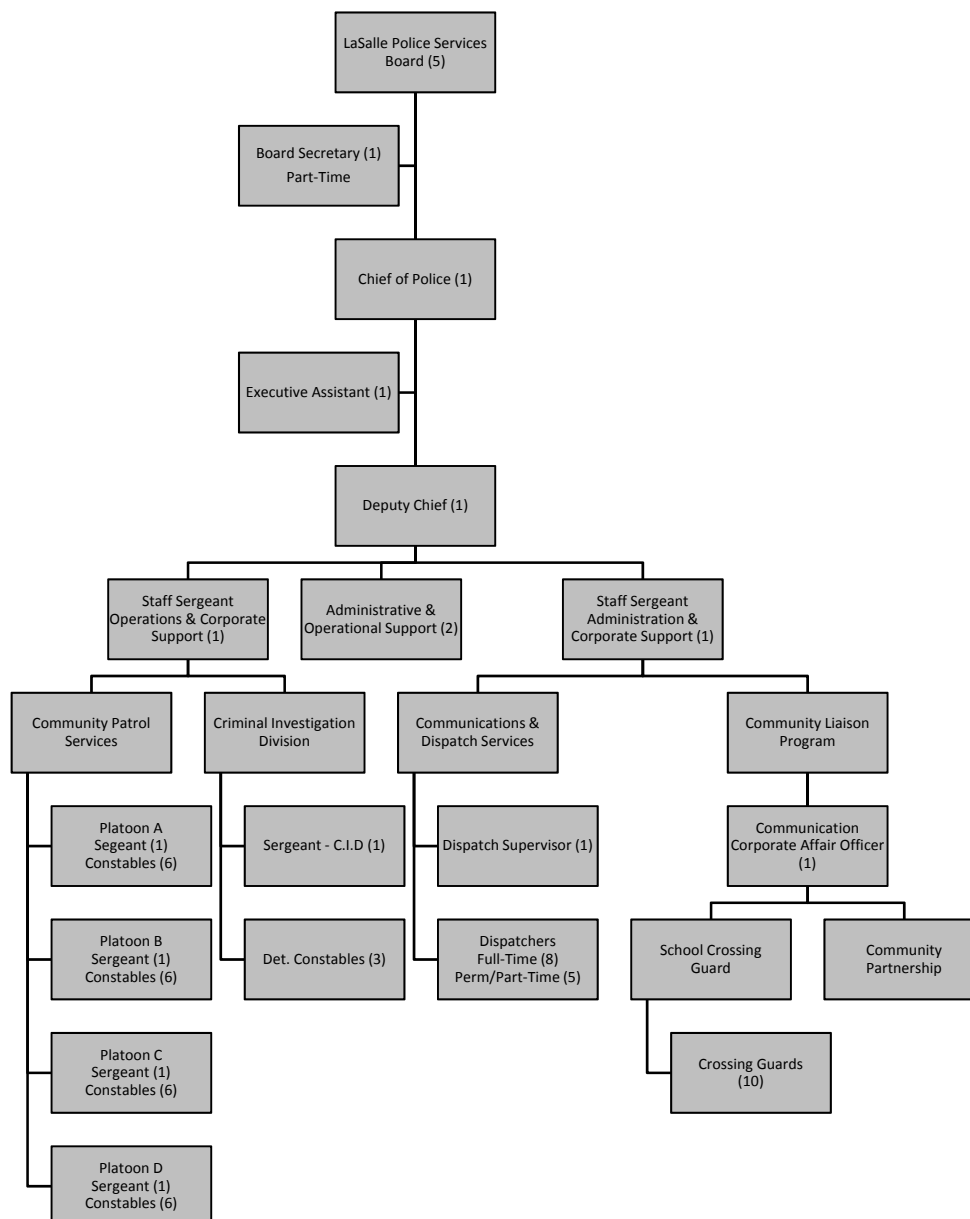 LaSalle Police Services
Board (5)
Board Secretary (1)
Part-Time
Chief of Police (1)
Executive Assistant (1)
Deputy Chief (1)
Staff Sergeant
Operations & Corporate
Support (1)
Administrative &
Operational Support (2)
Staff Sergeant
Administration &
Corporate Support (1)
Community Patrol
Services
Criminal Investigation
Division
Communications &
Dispatch Services
Community Liaison
Program
Platoon A
Segeant (1)
Constables (6)
Sergeant - C.I.D (1)
Dispatch Supervisor (1)
Communication
Corporate Affair Officer
(1)
Platoon B
Sergeant (1)
Constables (6)
Det. Constables (3)
Dispatchers
Full-Time (8)
Perm/Part-Time (5)
School Crossing
Guard
Community
Partnership
Platoon C
Sergeant (1)
Constables (6)
Crossing Guards
(10)
Platoon D
Sergeant (1)
Constables (6)